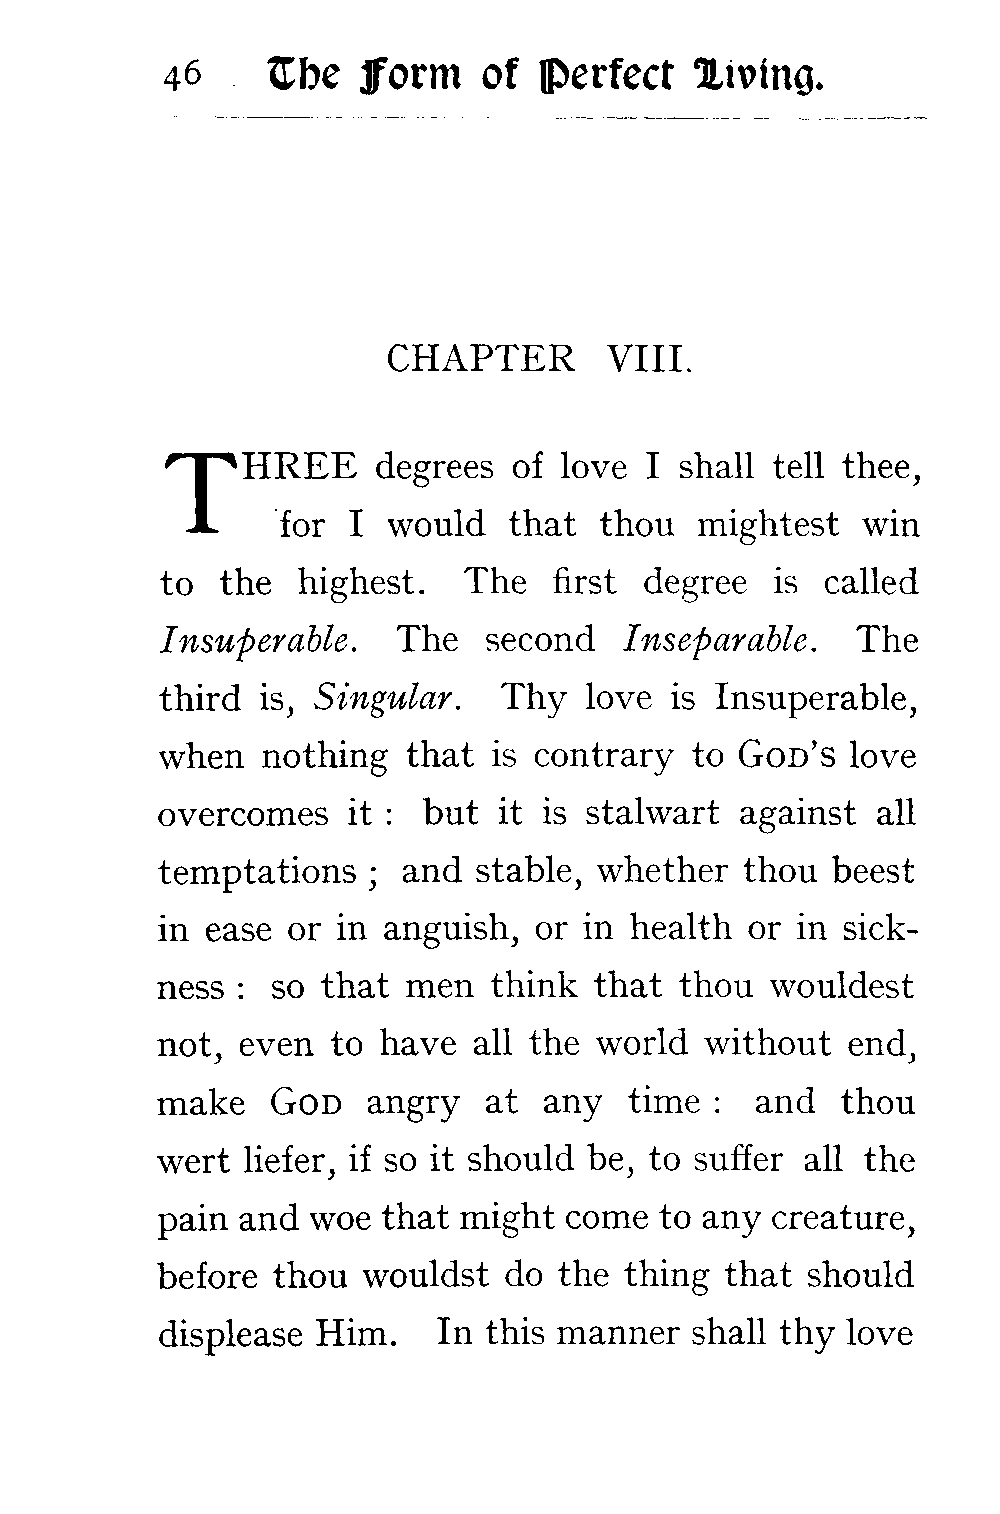 46 The Form of Perfect Living.
CHAPTER VIII.
THREE degrees of love I shall tell thee,
for I would that thou mightest win
to the highest. The first degree is called
Insuperable. The second Inseparable. The
third is, Singular. Thy love is Insuperable,
when nothing that is contrary to GOD'S love
overcomes it : but it is stalwart against all
temptations ; and stable, whether thou beest
in ease or in anguish, or in health or in sick-
ness : so that men think that thou wouldest
not, even to have all the world without end,
make GOD angry at any time : and thou
wert liefer, if so it should be, to suffer all the
pain and woe that might come to any creature,
before thou wouldst do the thing that should
displease Him. In this manner shall thy love